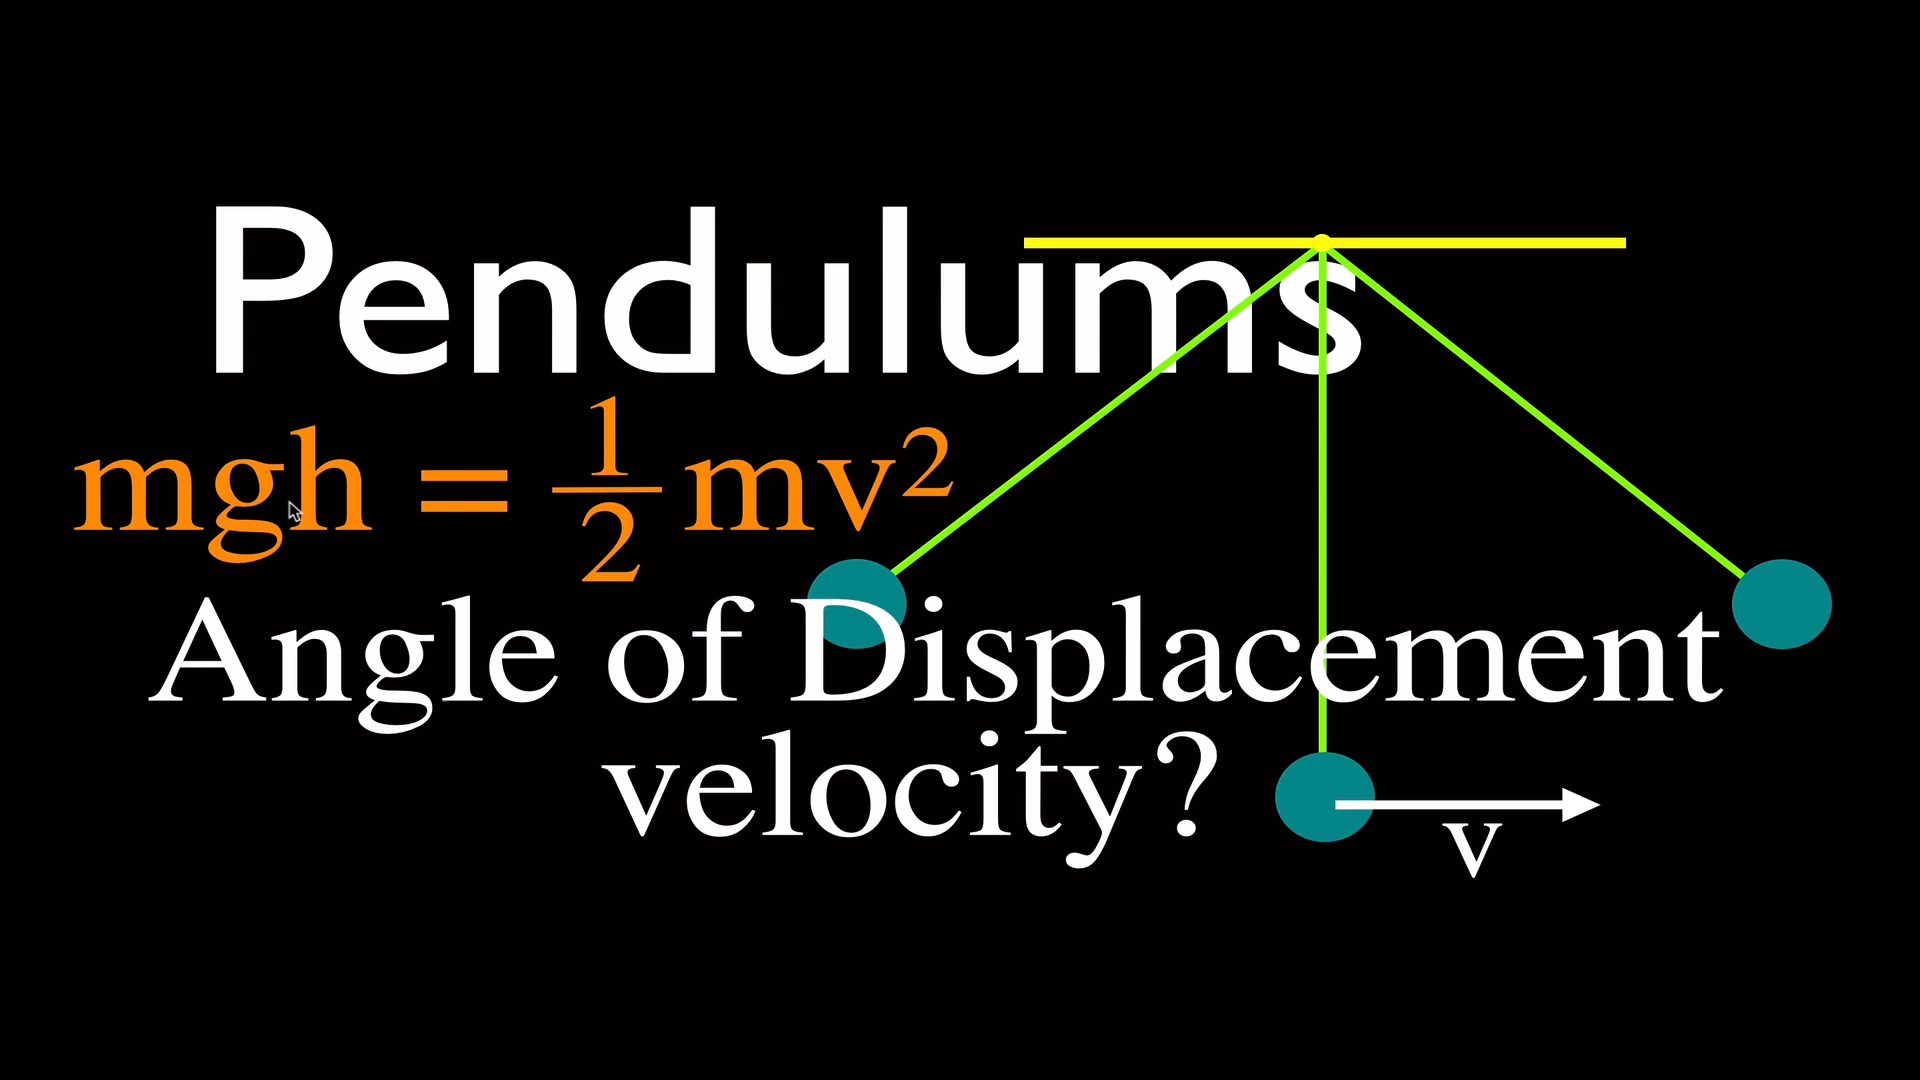 Pendulums
mgh = 1/2 mv²
Angle of Displacement
velocity?
v